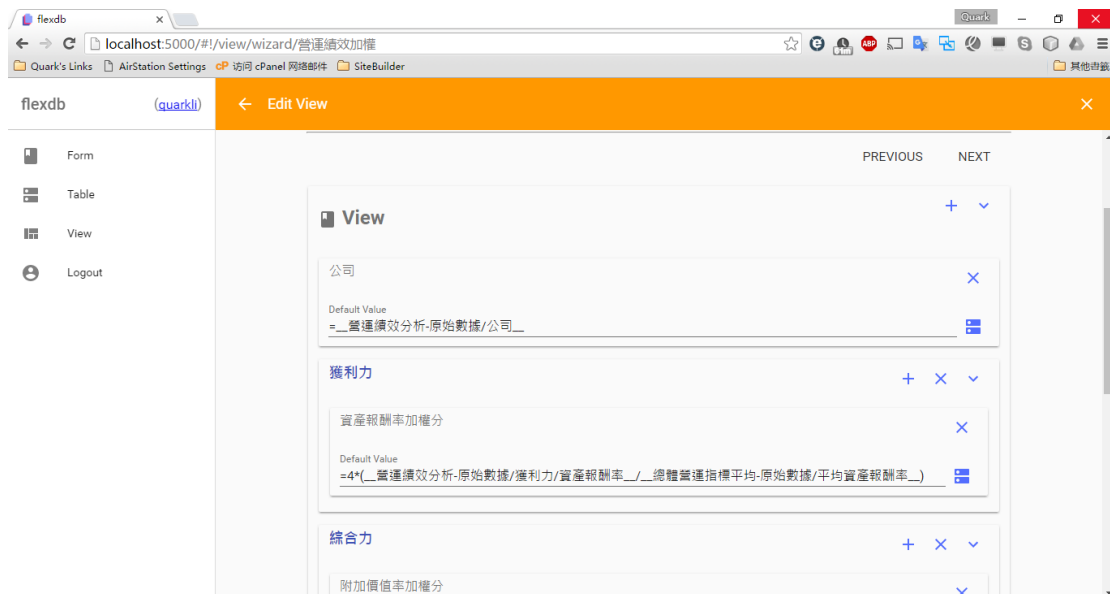 flexdb
Quark
localhost:5000/#!/view/wizard/營運績效加權
Quark's Links
AirStation Settings
cP 访问 cPanel 网络邮件
SiteBuilder
其他書籤
flexdb
(quarkli)
Edit View
Form
Table
View
Logout
PREVIOUS
NEXT
View
公司
Default Value
=__營運績效分析-原始數據/公司__
獲利力
資產報酬率加權分
Default Value
=4*(__營運績效分析-原始數據/獲利力/資產報酬率__/__總體營運指標平均-原始數據/平均資產報酬率__)
綜合力
附加價值率加權分